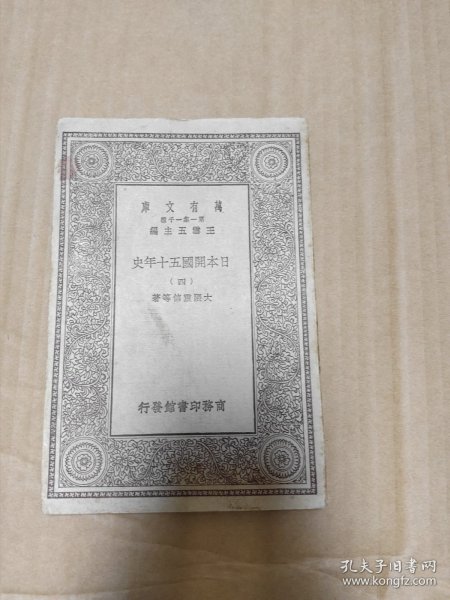 萬有文庫
第一集一千種
王雲五主編
日本開國五十年史
(四)
大隈重信等著
商務印書館發行
孔夫子旧书网
www.kongfz.com